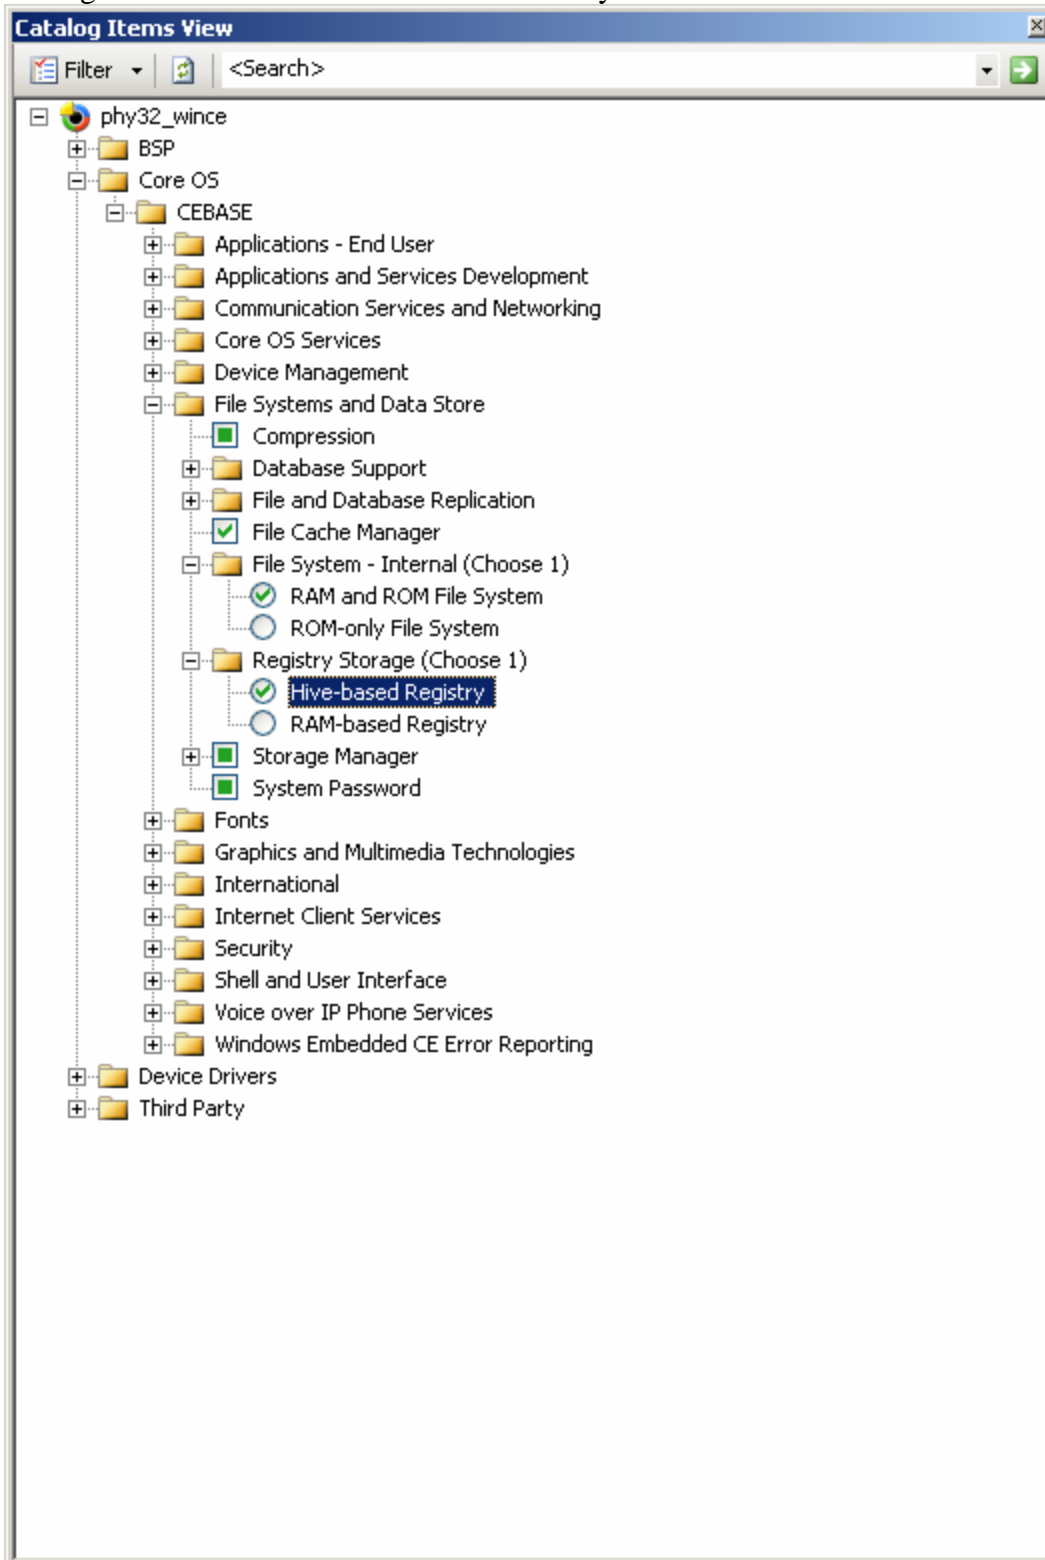 Catalog Items View
Filter <Search>
phy32_wince
BSP
Core OS
CEBASE
Applications - End User
Applications and Services Development
Communication Services and Networking
Core OS Services
Device Management
File Systems and Data Store
Compression
Database Support
File and Database Replication
File Cache Manager
File System - Internal (Choose 1)
RAM and ROM File System
ROM-only File System
Registry Storage (Choose 1)
Hive-based Registry
RAM-based Registry
Storage Manager
System Password
Fonts
Graphics and Multimedia Technologies
International
Internet Client Services
Security
Shell and User Interface
Voice over IP Phone Services
Windows Embedded CE Error Reporting
Device Drivers
Third Party